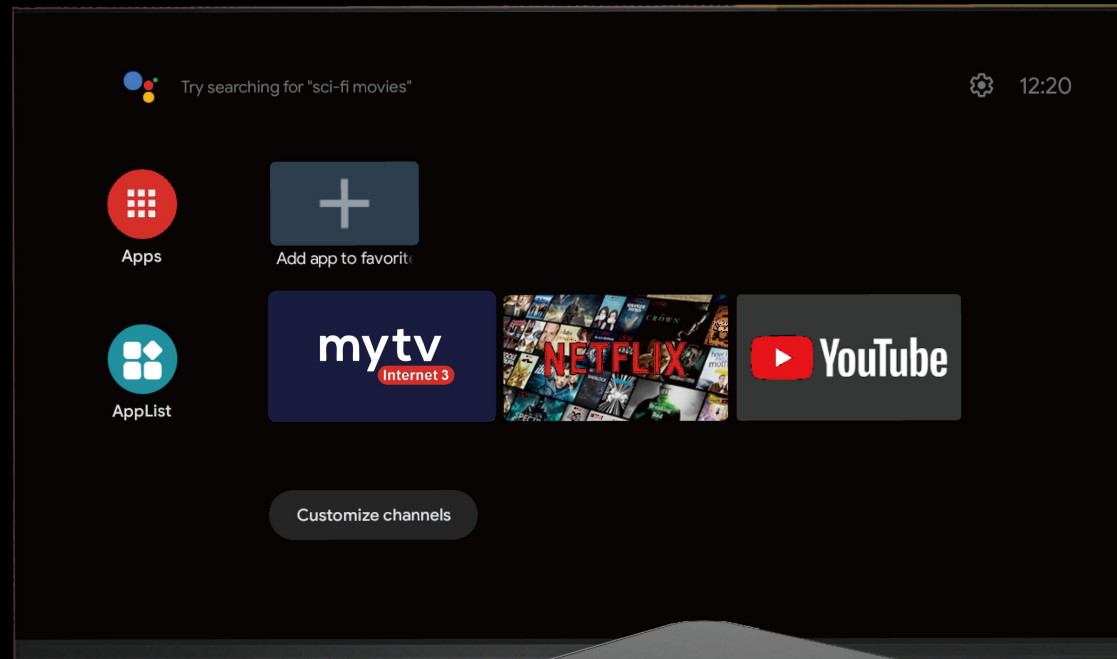 Try searching for "sci-fi movies"
12:20
Apps
Add app to favorite
mytv
Internet 3
NETFLIX
YouTube
AppList
Customize channels